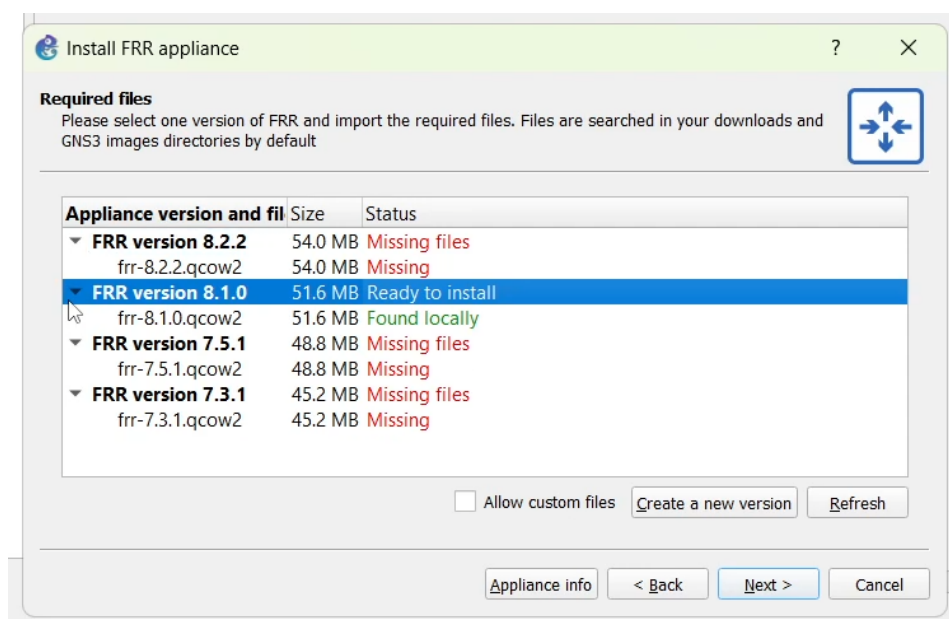 Install FRR appliance ?
Required files
Please select one version of FRR and import the required files. Files are searched in your downloads and
GNS3 images directories by default
Appliance version and fil Size Status
FRR version 8.2.2 54.0 MB Missing files
frr-8.2.2.qcow2 54.0 MB Missing
FRR version 8.1.0 51.6 MB Ready to install
frr-8.1.0.qcow2 51.6 MB Found locally
FRR version 7.5.1 48.8 MB Missing files
frr-7.5.1.qcow2 48.8 MB Missing
FRR version 7.3.1 45.2 MB Missing files
frr-7.3.1.qcow2 45.2 MB Missing
Allow custom files Create a new version Refresh
Appliance info < Back Next > Cancel